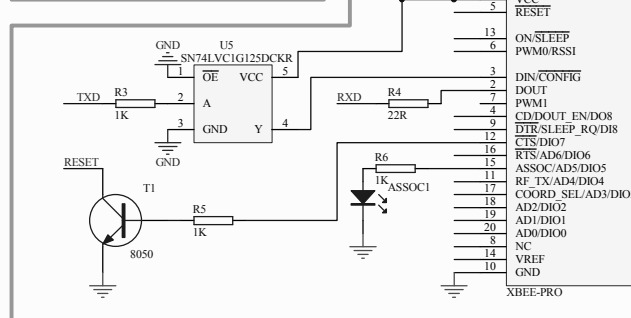 VCC
5 RESET
13 ON/SLEEP
6 PWM0/RSSI
3 DIN/CONFIG
2 DOUT
7 PWM1
4 CD/DOUT_EN/DO8
9 DTR/SLEEP_RQ/DI8
12 CTS/DIO7
16 RTS/AD6/DIO6
15 ASSOC/AD5/DIO5
11 RF_TX/AD4/DIO4
17 COORD_SEL/AD3/DIO
18 AD2/DIO2
19 AD1/DIO1
20 AD0/DIO0
8 NC
14 VREF
10 GND
XBEE-PRO
GND
U5
SN74LVC1G125DCKR
1 OE VCC 5
2 A
3 GND Y 4
GND
TXD R3
1K
RXD R4
22R
RESET
T1
8050
R5
1K
R6
1K
ASSOC1